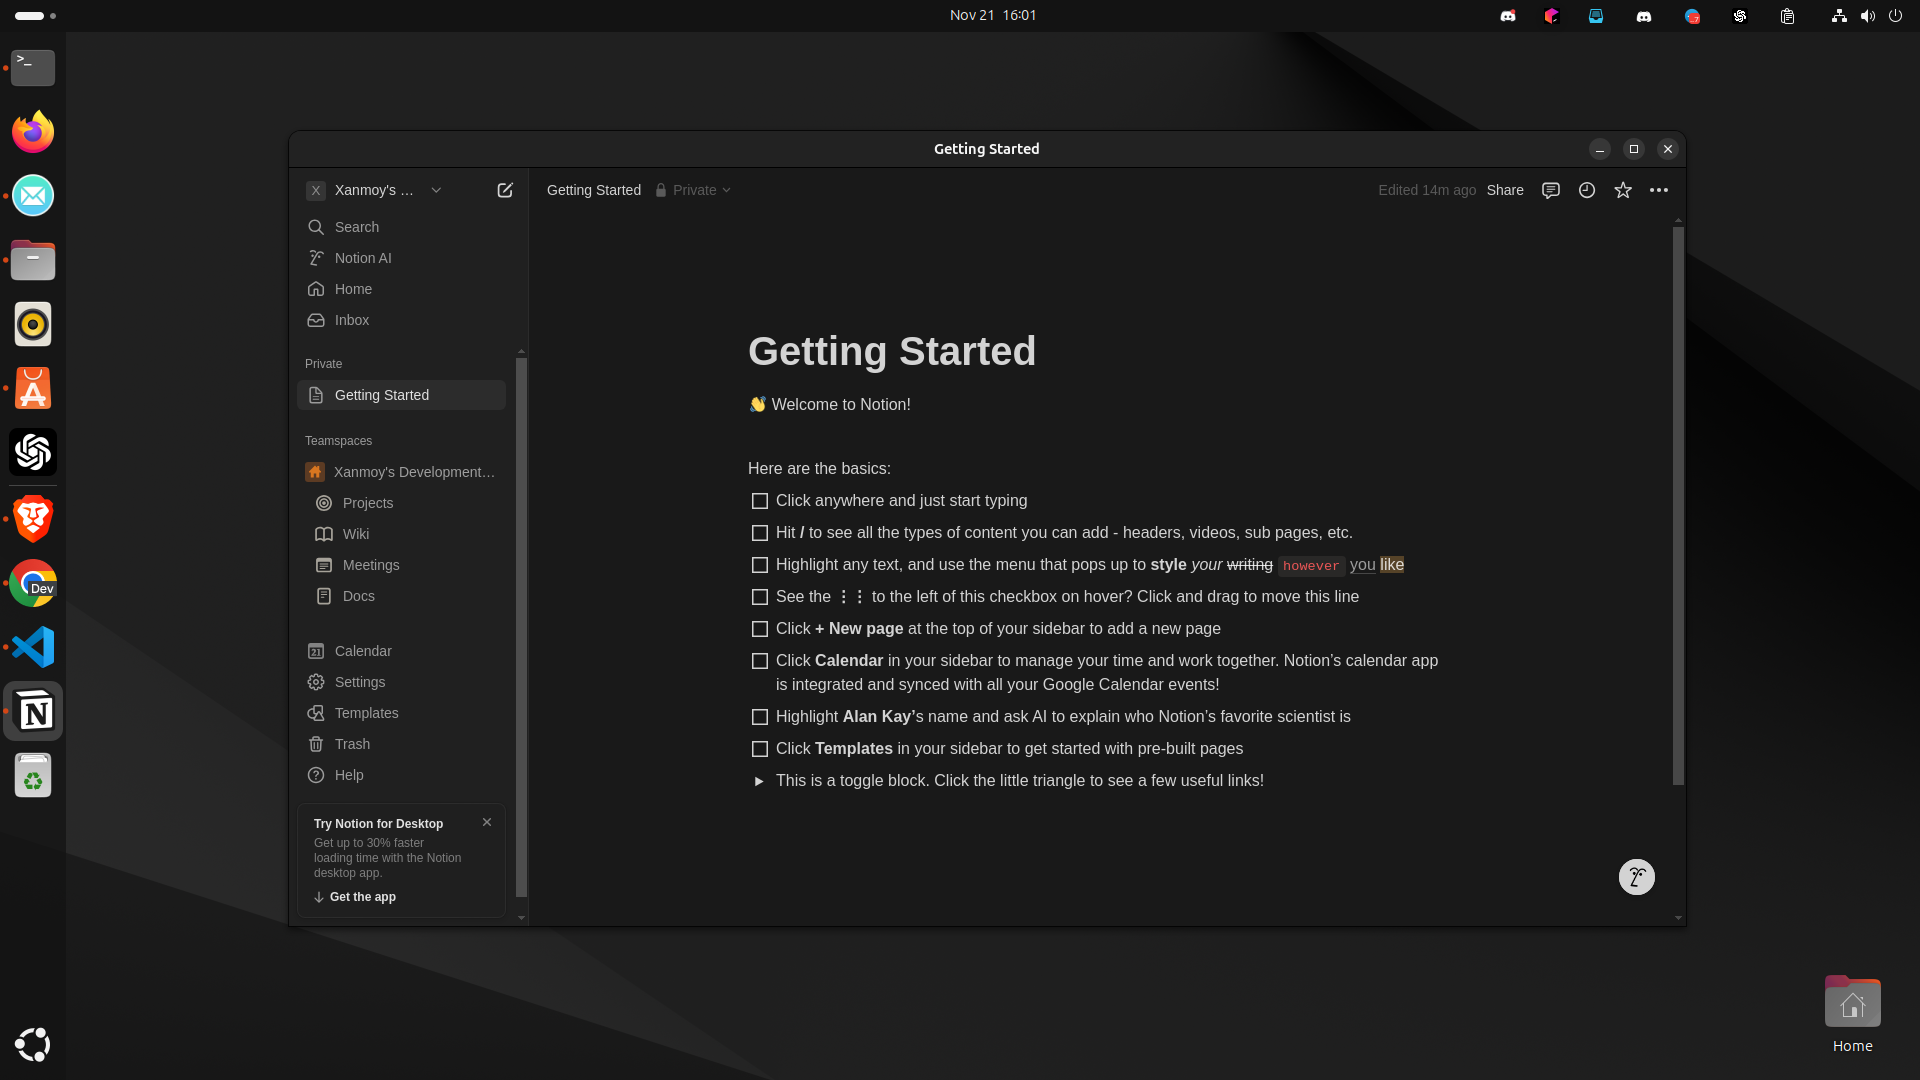 Nov 21 16:01
Getting Started
X Xanmoy's ...
Getting Started Private
Edited 14m ago Share
Search
Notion AI
Home
Inbox
Private
Getting Started
Teamspaces
Xanmoy's Development...
Projects
Wiki
Meetings
Docs
21 Calendar
Settings
Templates
Trash
Help
Try Notion for Desktop
Get up to 30% faster
loading time with the Notion
desktop app.
Get the app
Getting Started
👋 Welcome to Notion!
Here are the basics:
Click anywhere and just start typing
Hit / to see all the types of content you can add - headers, videos, sub pages, etc.
Highlight any text, and use the menu that pops up to style your writing however you like
See the ⋮⋮ to the left of this checkbox on hover? Click and drag to move this line
Click + New page at the top of your sidebar to add a new page
Click Calendar in your sidebar to manage your time and work together. Notion’s calendar app
is integrated and synced with all your Google Calendar events!
Highlight Alan Kay’s name and ask AI to explain who Notion’s favorite scientist is
Click Templates in your sidebar to get started with pre-built pages
This is a toggle block. Click the little triangle to see a few useful links!
>_
Dev
Home